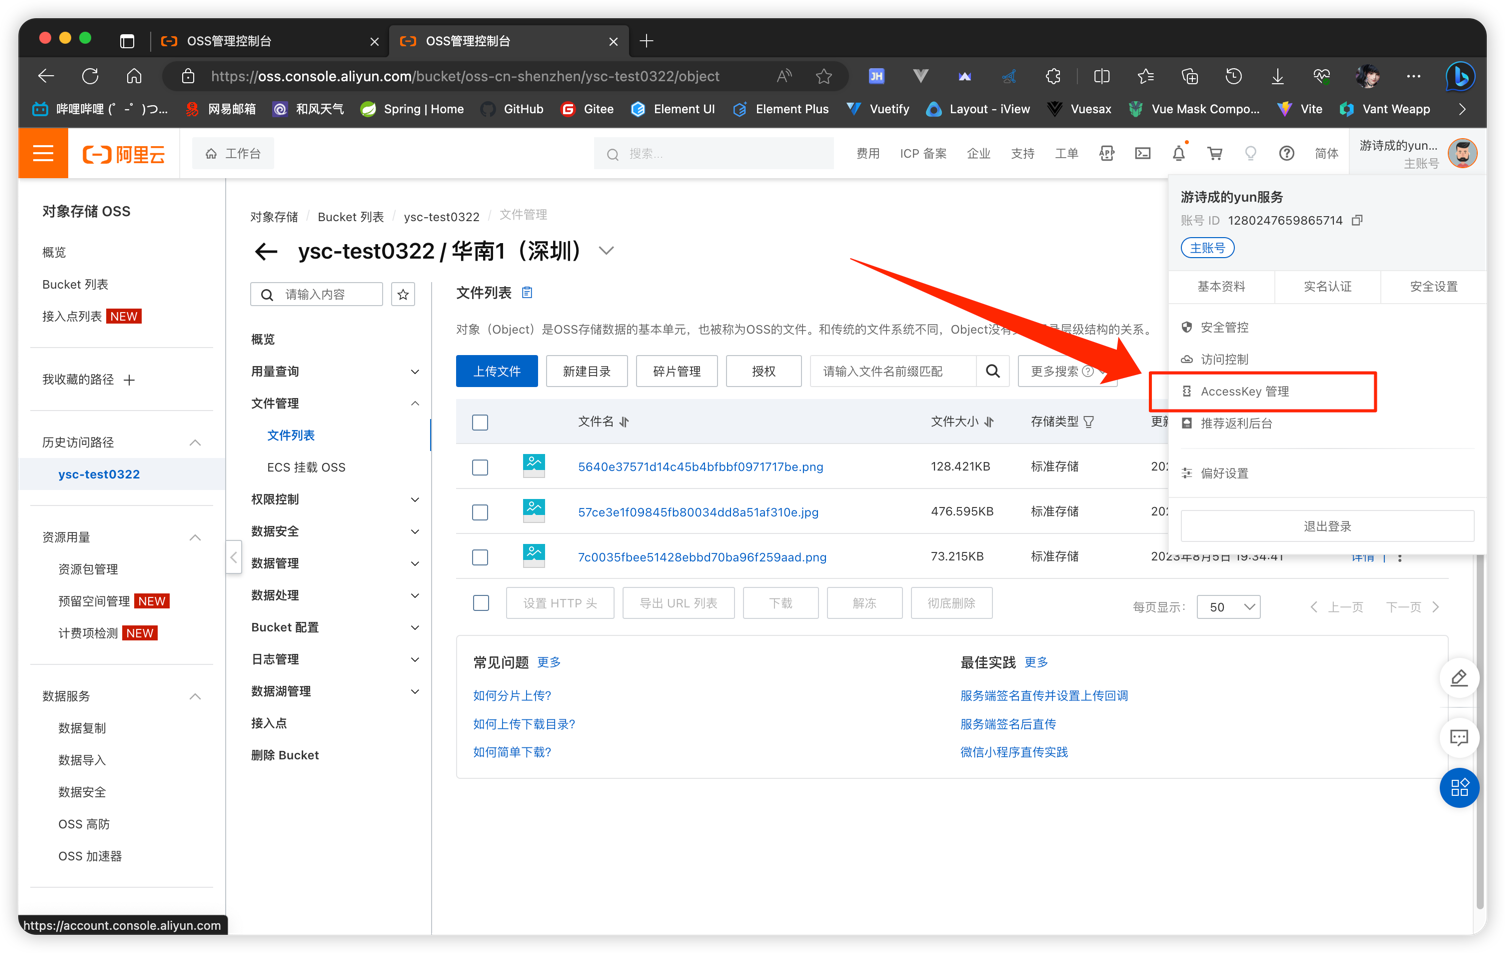 OSS管理控制台
OSS管理控制台
https://oss.console.aliyun.com/bucket/oss-cn-shenzhen/ysc-test0322/object
哔哩哔哩 (゜-゜)つ...
网易邮箱
和风天气
Spring | Home
GitHub
Gitee
Element UI
Element Plus
Vuetify
Layout - iView
Vuesax
Vue Mask Compo...
Vite
Vant Weapp
阿里云
工作台
搜索...
费用
ICP 备案
企业
支持
工单
简体
游诗成的yun...
主账号
对象存储 OSS
概览
Bucket 列表
接入点列表 NEW
我收藏的路径
历史访问路径
ysc-test0322
资源用量
资源包管理
预留空间管理 NEW
计费项检测 NEW
数据服务
数据复制
数据导入
数据安全
OSS 高防
OSS 加速器
https://account.console.aliyun.com
对象存储 / Bucket 列表 / ysc-test0322 / 文件管理
ysc-test0322 / 华南1（深圳）
请输入内容
概览
用量查询
文件管理
文件列表
ECS 挂载 OSS
权限控制
数据安全
数据管理
数据处理
Bucket 配置
日志管理
数据湖管理
接入点
删除 Bucket
文件列表
对象（Object）是OSS存储数据的基本单元，也被称为OSS的文件。和传统的文件系统不同，Object没有 录层级结构的关系。
上传文件
新建目录
碎片管理
授权
请输入文件名前缀匹配
更多搜索
文件名
文件大小
存储类型
更
5640e37571d14c45b4bfbbf0971717be.png
128.421KB
标准存储
202
57ce3e1f09845fb80034dd8a51af310e.jpg
476.595KB
标准存储
202
7c0035fbee51428ebbd70ba96f259aad.png
73.215KB
标准存储
2023年8月5日 19:34:41
详情
设置 HTTP 头
导出 URL 列表
下载
解冻
彻底删除
每页显示：
50
上一页
下一页
常见问题 更多
如何分片上传?
如何上传下载目录?
如何简单下载?
最佳实践 更多
服务端签名直传并设置上传回调
服务端签名后直传
微信小程序直传实践
游诗成的yun服务
账号 ID 1280247659865714
主账号
基本资料
实名认证
安全设置
安全管控
访问控制
AccessKey 管理
推荐返利后台
偏好设置
退出登录